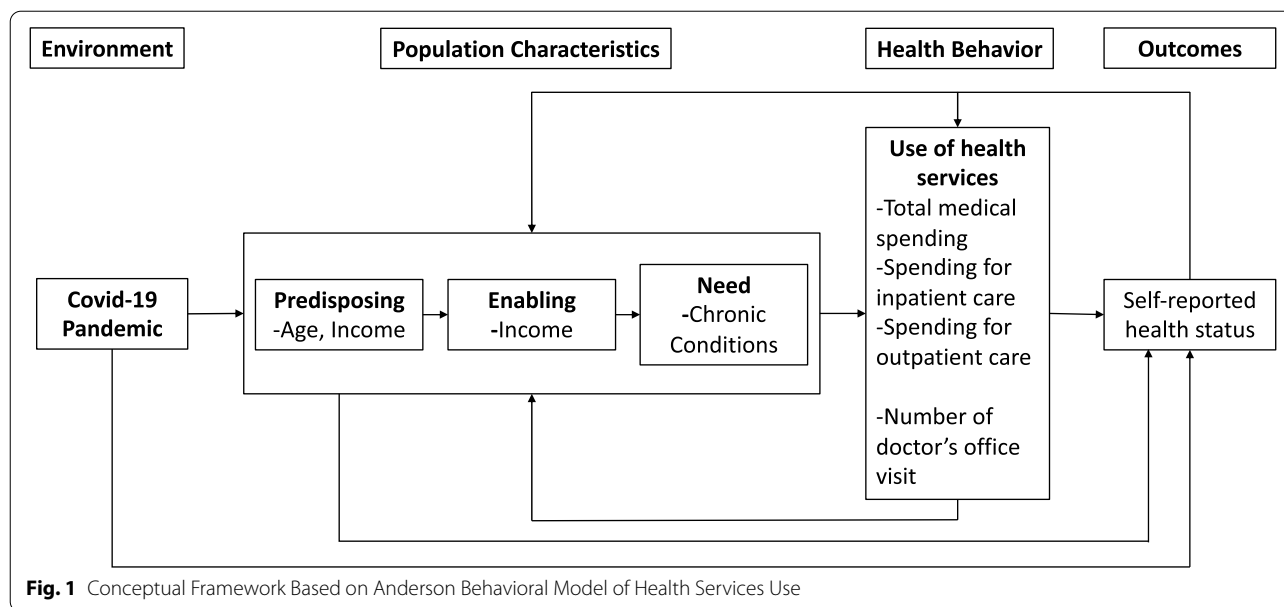 Environment
Population Characteristics
Health Behavior
Outcomes
Covid-19
Pandemic
Predisposing
-Age, Income
Enabling
-Income
Need
-Chronic
Conditions
Use of health
services
-Total medical
spending
-Spending for
inpatient care
-Spending for
outpatient care
-Number of
doctor's office
visit
Self-reported
health status
Fig. 1 Conceptual Framework Based on Anderson Behavioral Model of Health Services Use